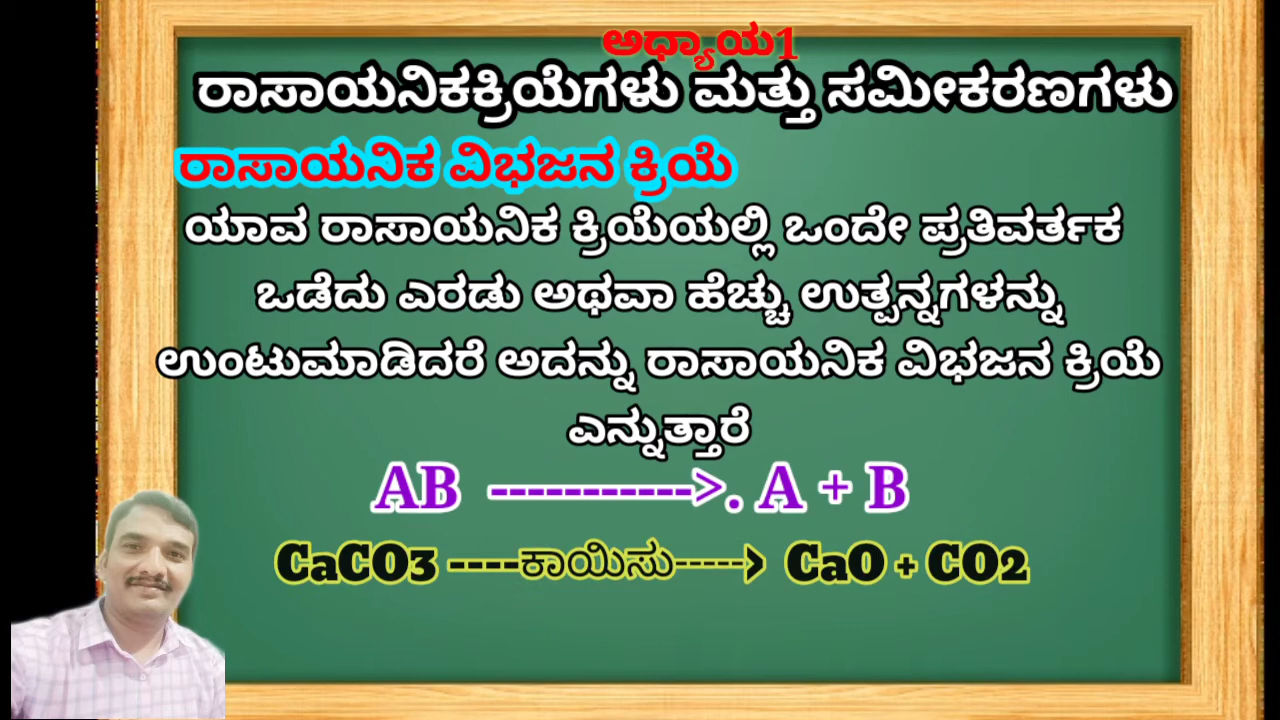 ಅಧ್ಯಾಯ1
ರಾಸಾಯನಿಕಕ್ರಿಯೆಗಳು ಮತ್ತು ಸಮೀಕರಣಗಳು
ರಾಸಾಯನಿಕ ವಿಭಜನ ಕ್ರಿಯೆ
ಯಾವ ರಾಸಾಯನಿಕ ಕ್ರಿಯೆಯಲ್ಲಿ ಒಂದೇ ಪ್ರತಿವರ್ತಕ
ಒಡೆದು ಎರಡು ಅಥವಾ ಹೆಚ್ಚು ಉತ್ಪನ್ನಗಳನ್ನು
ಉಂಟುಮಾಡಿದರೆ ಅದನ್ನು ರಾಸಾಯನಿಕ ವಿಭಜನ ಕ್ರಿಯೆ
ಎನ್ನುತ್ತಾರೆ
AB ----------->. A + B
CaCO3 ----ಕಾಯಿಸು-----> CaO + CO2